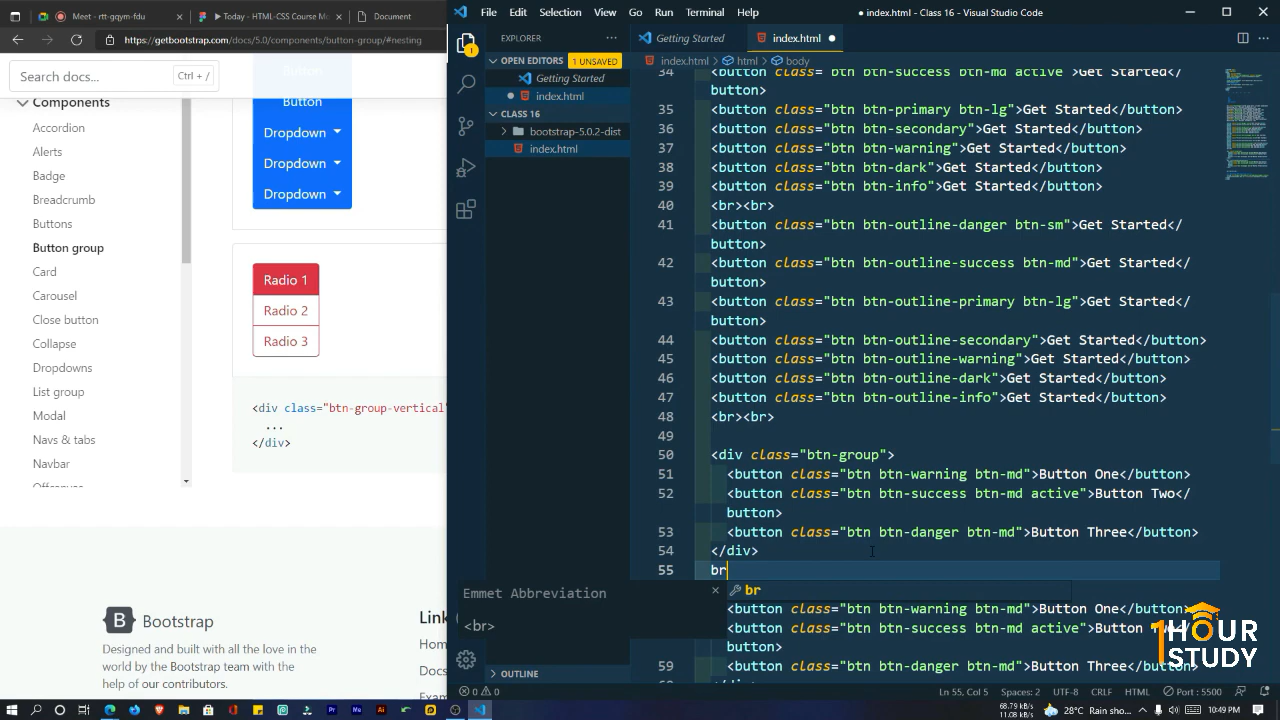 Meet - rtt-gqym-fdu
Today - HTML-CSS Course M
Document
https://getbootstrap.com/docs/5.0/components/button-group/#nesting
Search docs...
Ctrl + /
Components
Accordion
Alerts
Badge
Breadcrumb
Buttons
Button group
Card
Carousel
Close button
Collapse
Dropdowns
List group
Modal
Navs & tabs
Navbar
Button
Button
Dropdown
Dropdown
Dropdown
Radio 1
Radio 2
Radio 3
<div class="btn-group-vertical"
...
</div>
Bootstrap
Designed and built with all the love in the
world by the Bootstrap team with the
help of our contributors.
Link
Home
Docs
Exam
File Edit Selection View Go Run Terminal Help
● index.html - Class 16 - Visual Studio Code
EXPLORER
OPEN EDITORS 1 UNSAVED
Getting Started
index.html
CLASS 16
bootstrap-5.0.2-dist
index.html
OUTLINE
Getting Started
index.html
index.html > html > body
34 <button class="btn btn-success btn-md active">Get Started</
button>
35 <button class="btn btn-primary btn-lg">Get Started</button>
36 <button class="btn btn-secondary">Get Started</button>
37 <button class="btn btn-warning">Get Started</button>
38 <button class="btn btn-dark">Get Started</button>
39 <button class="btn btn-info">Get Started</button>
40 <br><br>
41 <button class="btn btn-outline-danger btn-sm">Get Started</
button>
42 <button class="btn btn-outline-success btn-md">Get Started</
button>
43 <button class="btn btn-outline-primary btn-lg">Get Started</
button>
44 <button class="btn btn-outline-secondary">Get Started</button>
45 <button class="btn btn-outline-warning">Get Started</button>
46 <button class="btn btn-outline-dark">Get Started</button>
47 <button class="btn btn-outline-info">Get Started</button>
48 <br><br>
49
50 <div class="btn-group">
51 <button class="btn btn-warning btn-md">Button One</button>
52 <button class="btn btn-success btn-md active">Button Two</
button>
53 <button class="btn btn-danger btn-md">Button Three</button>
54 </div>
55 br
br
Emmet Abbreviation
<br>
<button class="btn btn-warning btn-md">Button One</button>
<button class="btn btn-success btn-md active">Button
button>
59 <button class="btn btn-danger btn-md">Button Three</button>
1HOUR
STUDY
0 0
Ln 55, Col 5 Spaces: 2 UTF-8 CRLF HTML Port : 5500
68.79 kB/s
11.08 kB/s
28°C Rain sho...
10:49 PM